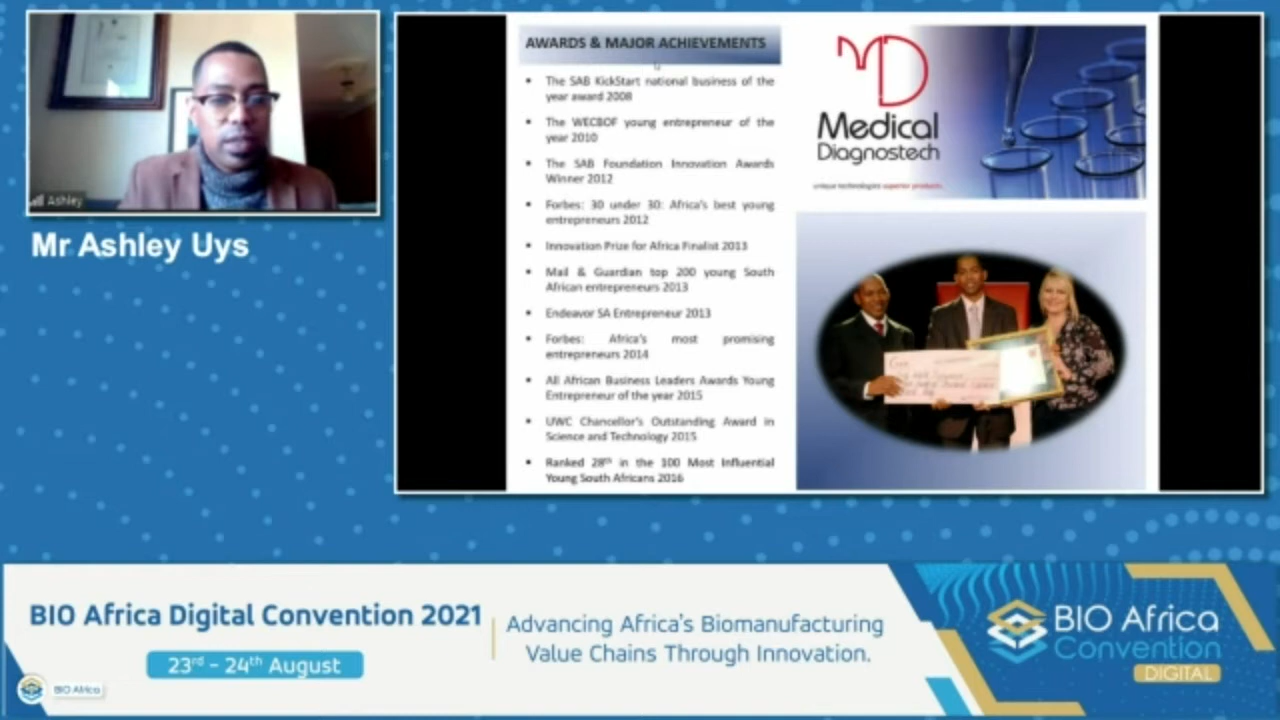 Ashley
Mr Ashley Uys
AWARDS & MAJOR ACHIEVEMENTS
▪ The SAB KickStart national business of the
year award 2008
▪ The WECBOF young entrepreneur of the
year 2010
▪ The SAB Foundation Innovation Awards
Winner 2012
▪ Forbes: 30 under 30: Africa's best young
entrepreneurs 2012
▪ Innovation Prize for Africa Finalist 2013
▪ Mail & Guardian top 200 young South
African entrepreneurs 2013
▪ Endeavor SA Entrepreneur 2013
▪ Forbes: Africa's most promising
entrepreneurs 2014
▪ All African Business Leaders Awards Young
Entrepreneur of the year 2015
▪ UWC Chancellor's Outstanding Award in
Science and Technology 2015
▪ Ranked 28th in the 100 Most Influential
Young South Africans 2016
MD
Medical
Diagnostech
unique technologies superior products
BIO Africa Digital Convention 2021
23rd - 24th August
Advancing Africa's Biomanufacturing
Value Chains Through Innovation.
BIO Africa
Convention
DIGITAL
BIO Africa